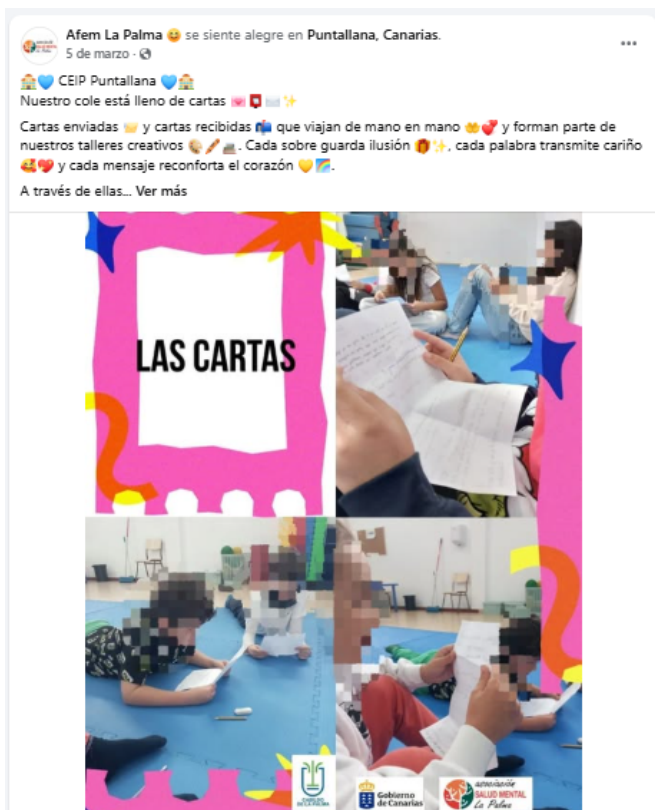 Afem La Palma 😄 se siente alegre en Puntallana, Canarias.
5 de marzo ·
🏫💙 CEIP Puntallana 💙🏫
Nuestro cole está lleno de cartas 💌📮✉️✨
Cartas enviadas 📨 y cartas recibidas 📬 que viajan de mano en mano 🤲💕 y forman parte de
nuestros talleres creativos 🎨🖍️✍️. Cada sobre guarda ilusión 🎁✨, cada palabra transmite cariño
🥰💖 y cada mensaje reconforta el corazón 💛🌈.
A través de ellas... Ver más
LAS CARTAS
Gobierno
de Canarias
asociación
SALUD MENTAL
La Palma